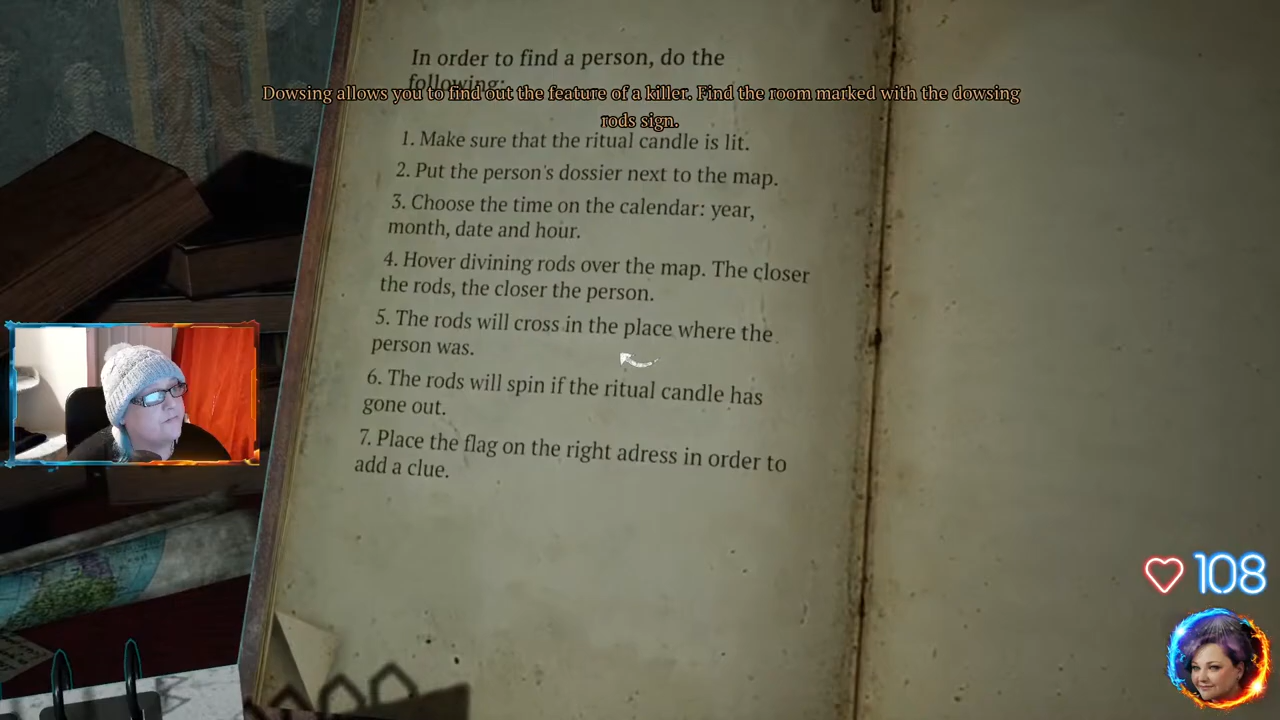 In order to find a person, do the
following:
Dowsing allows you to find out the feature of a killer. Find the room marked with the dowsing
rods sign.
1. Make sure that the ritual candle is lit.
2. Put the person's dossier next to the map.
3. Choose the time on the calendar: year,
month, date and hour.
4. Hover divining rods over the map. The closer
the rods, the closer the person.
5. The rods will cross in the place where the
person was.
6. The rods will spin if the ritual candle has
gone out.
7. Place the flag on the right adress in order to
add a clue.
108